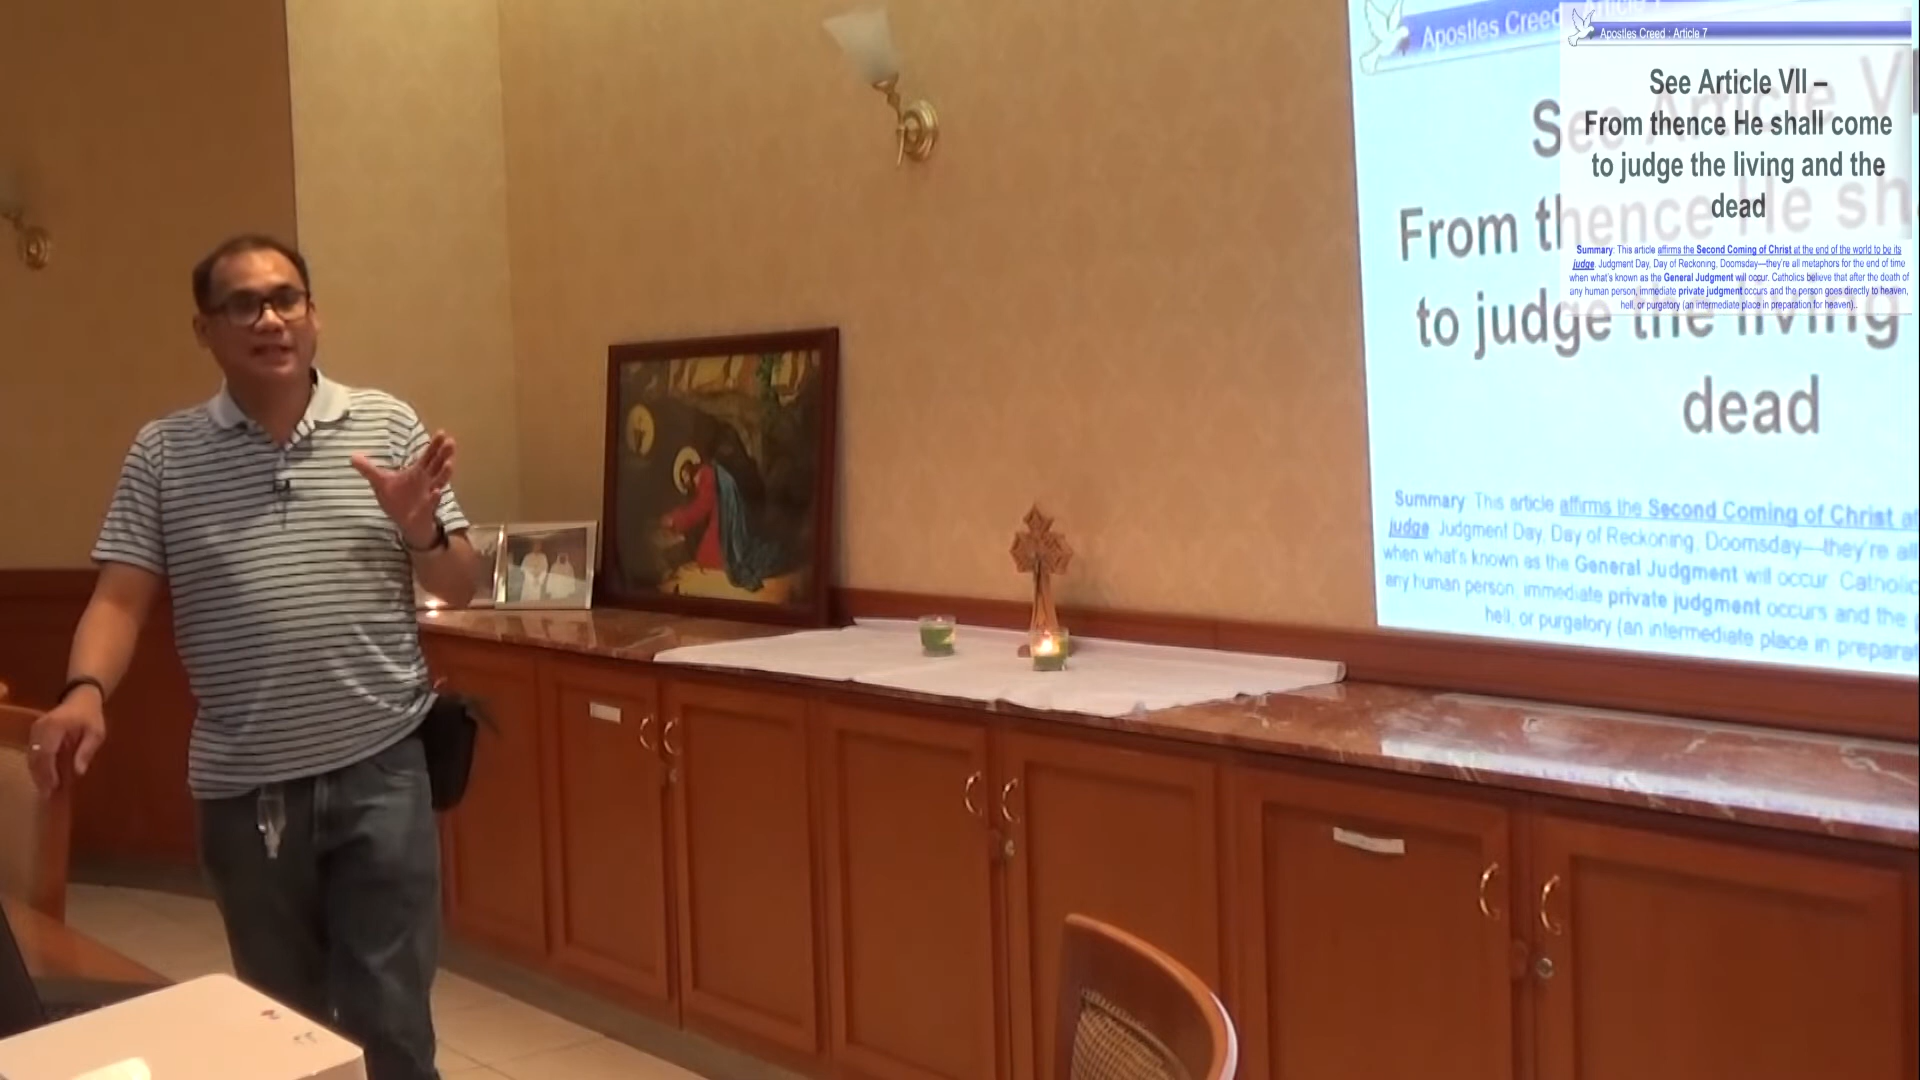 Apostles Creed : Article 7
See Article VII –
From thence He shall come
to judge the living and the
dead
Summary: This article affirms the Second Coming of Christ at the end of the world to be its
judge. Judgment Day, Day of Reckoning, Doomsday—they're all metaphors for the end of time
when what's known as the General Judgment will occur. Catholics believe that after the death of
any human person, immediate private judgment occurs and the person goes directly to heaven,
hell, or purgatory (an intermediate place in preparation for heaven)..
Apostles Creed : Article 7
See Article V
From thence He sh
to judge the living
dead
Summary: This article affirms the Second Coming of Christ at
judge. Judgment Day, Day of Reckoning, Doomsday—they're all
when what's known as the General Judgment will occur. Catholic
any human person, immediate private judgment occurs and the
hell, or purgatory (an intermediate place in preparat